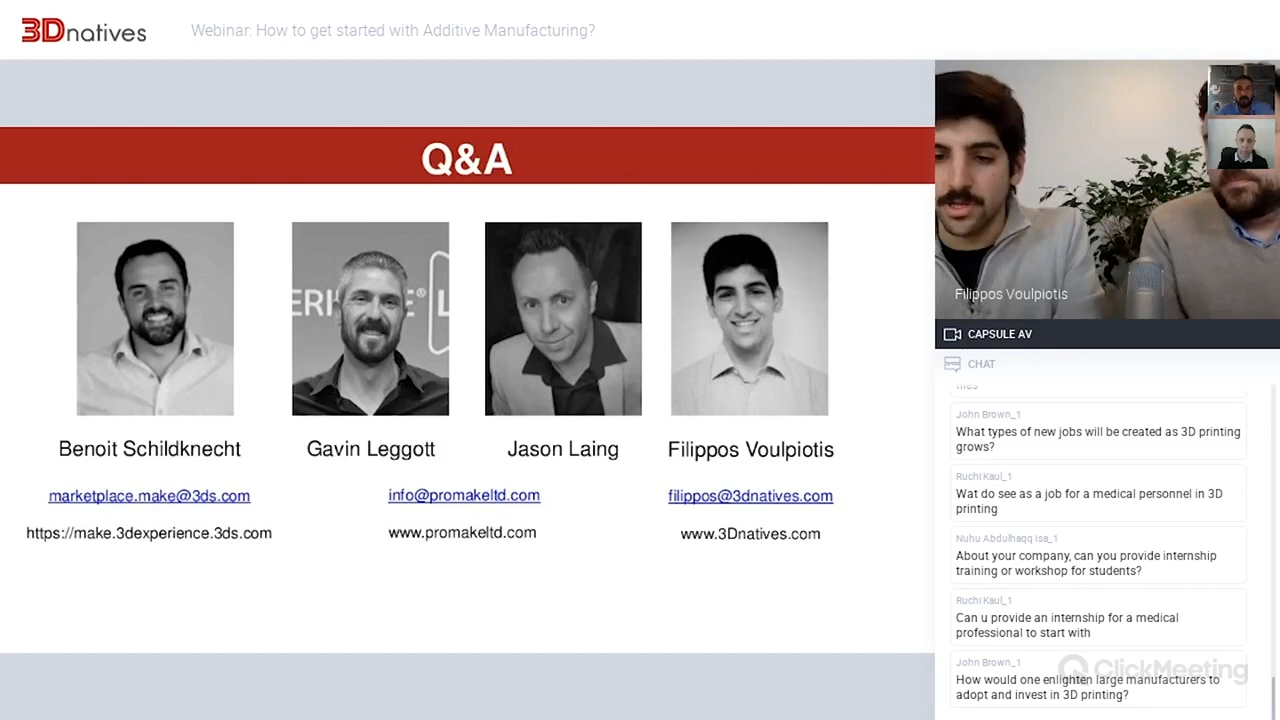 3Dnatives
Webinar: How to get started with Additive Manufacturing?
Q&A
Benoit Schildknecht
Gavin Leggott
Jason Laing
Filippos Voulpiotis
marketplace.make@3ds.com
info@promakeltd.com
filippos@3dnatives.com
https://make.3dexperience.3ds.com
www.promakeltd.com
www.3Dnatives.com
Filippos Voulpiotis
CAPSULE AV
CHAT
John Brown_1
What types of new jobs will be created as 3D printing
grows?
Ruchi Kaul_1
Wat do see as a job for a medical personnel in 3D
printing
Nuhu Abdulhaqq Isa_1
About your company, can you provide internship
training or workshop for students?
Ruchi Kaul_1
Can u provide an internship for a medical
professional to start with
John Brown_1
How would one enlighten large manufacturers to
adopt and invest in 3D printing?
ClickMeeting